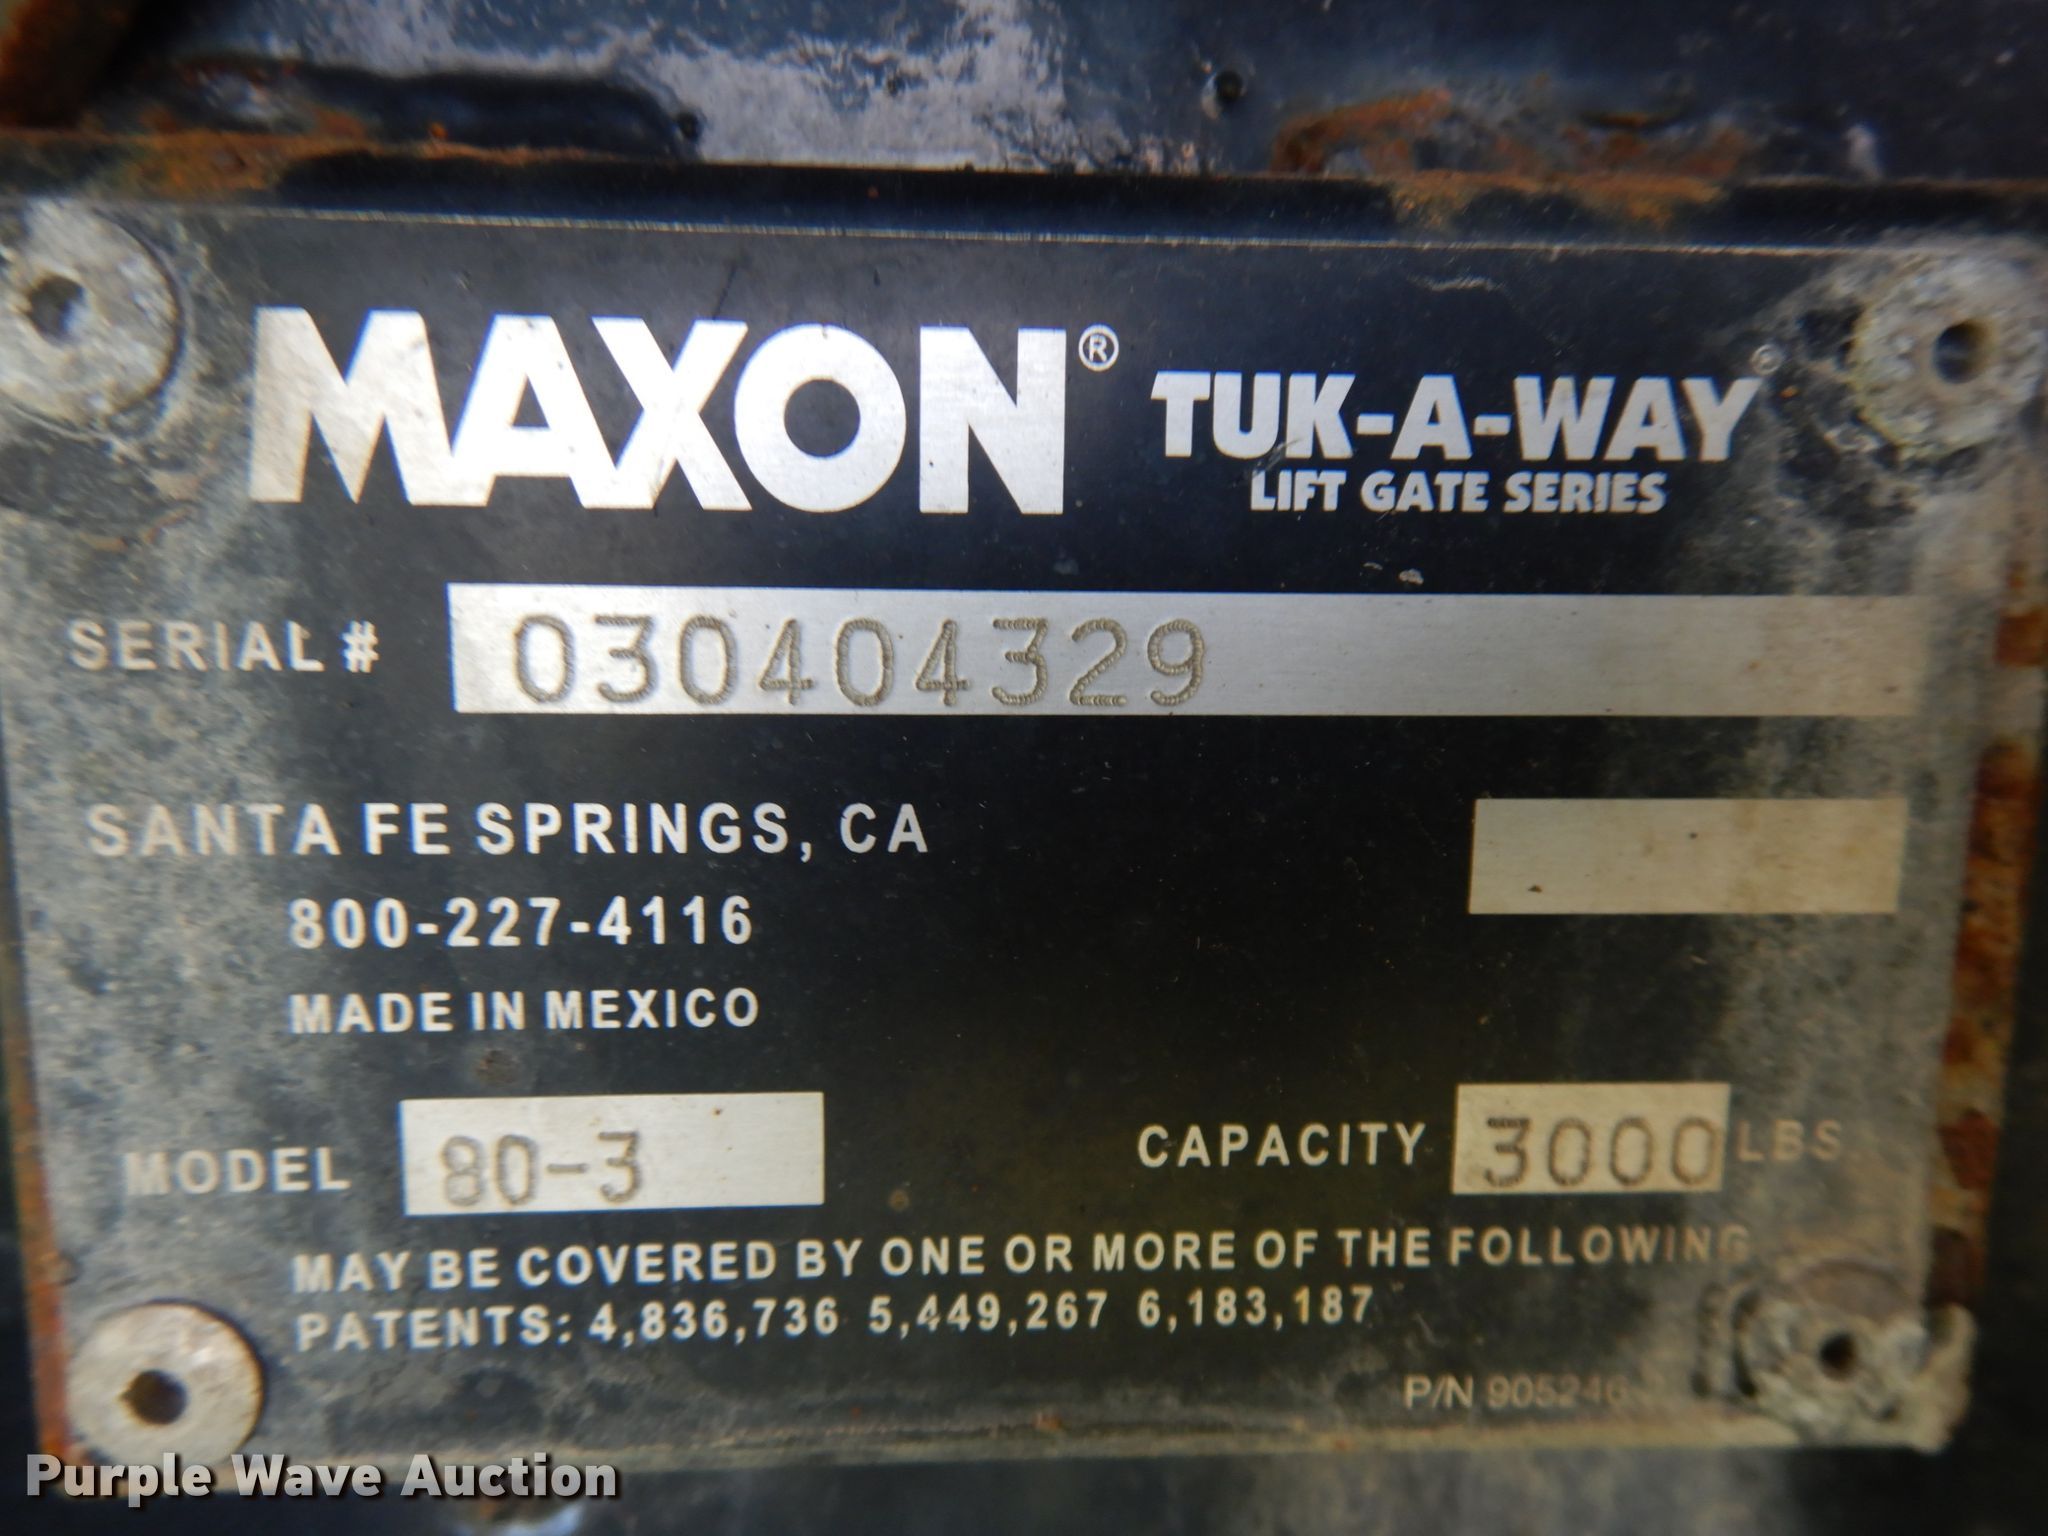 MAXON® TUK-A-WAY®
LIFT GATE SERIES
SERIAL # 030404329
SANTA FE SPRINGS, CA
800-227-4116
MADE IN MEXICO
MODEL 80-3 CAPACITY 3000 LBS.
MAY BE COVERED BY ONE OR MORE OF THE FOLLOWING
PATENTS: 4,836,736 5,449,267 6,183,187
P/N 905246
Purple Wave Auction